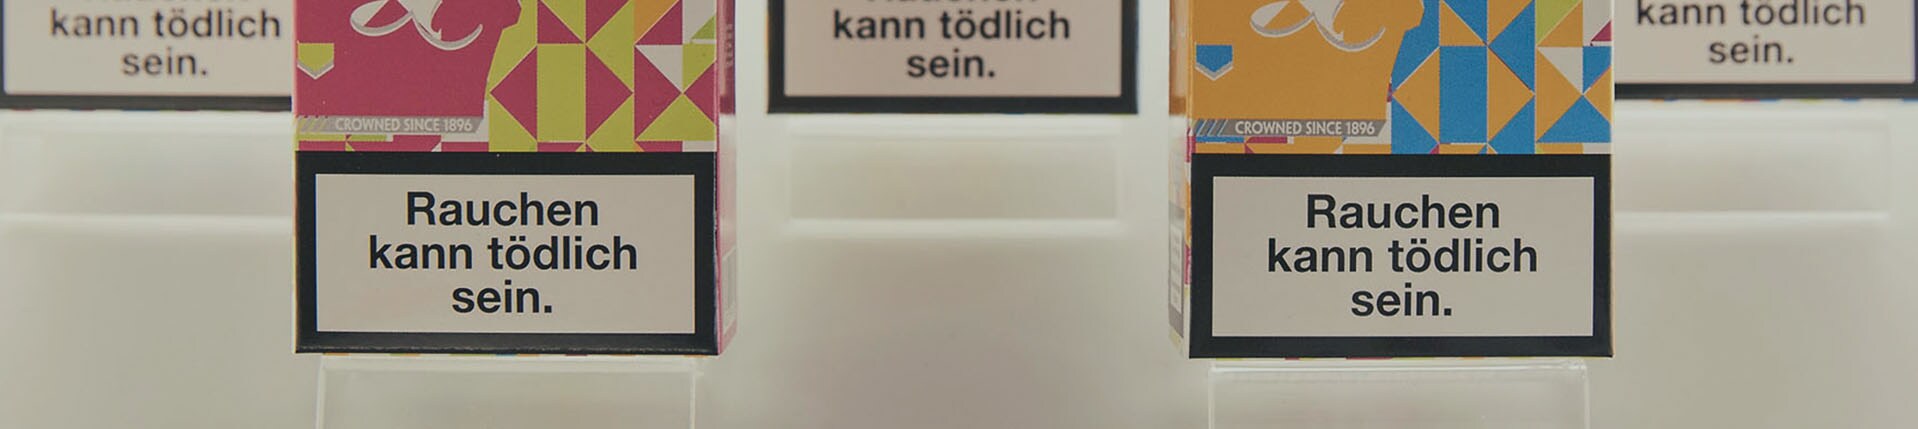 kann tödlich
sein.
CROWNED SINCE 1896
Rauchen
kann tödlich
sein.
kann tödlich
sein.
CROWNED SINCE 1896
Rauchen
kann tödlich
sein.
kann tödlich
sein.